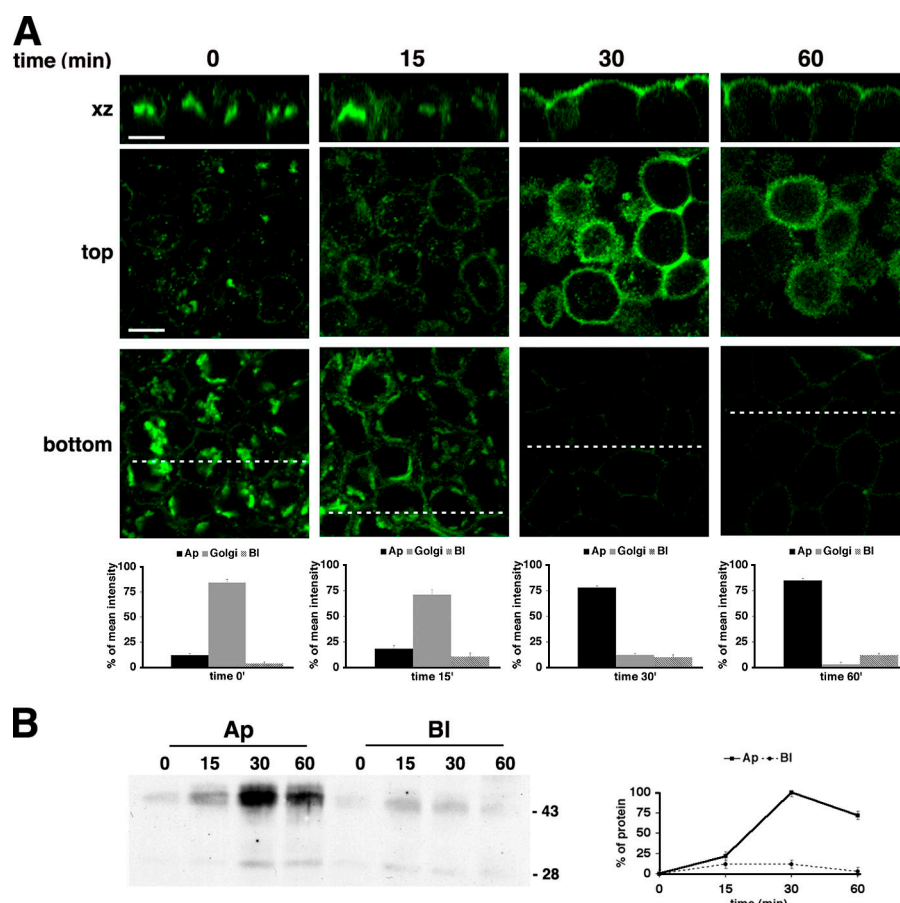 A
time (min) 0 15 30 60
xz
top
bottom
Ap Golgi Bl
Ap Golgi Bl
Ap Golgi Bl
Ap Golgi Bl
% of mean intensity
100
75
50
25
0
time 0'
% of mean intensity
100
75
50
25
0
time 15'
% of mean intensity
100
75
50
25
0
time 30'
% of mean intensity
100
75
50
25
0
time 60'
B
Ap Bl
0 15 30 60 0 15 30 60
- 43
- 28
Ap Bl
% of protein
100
75
50
25
0
0 15 30 60
time (min)